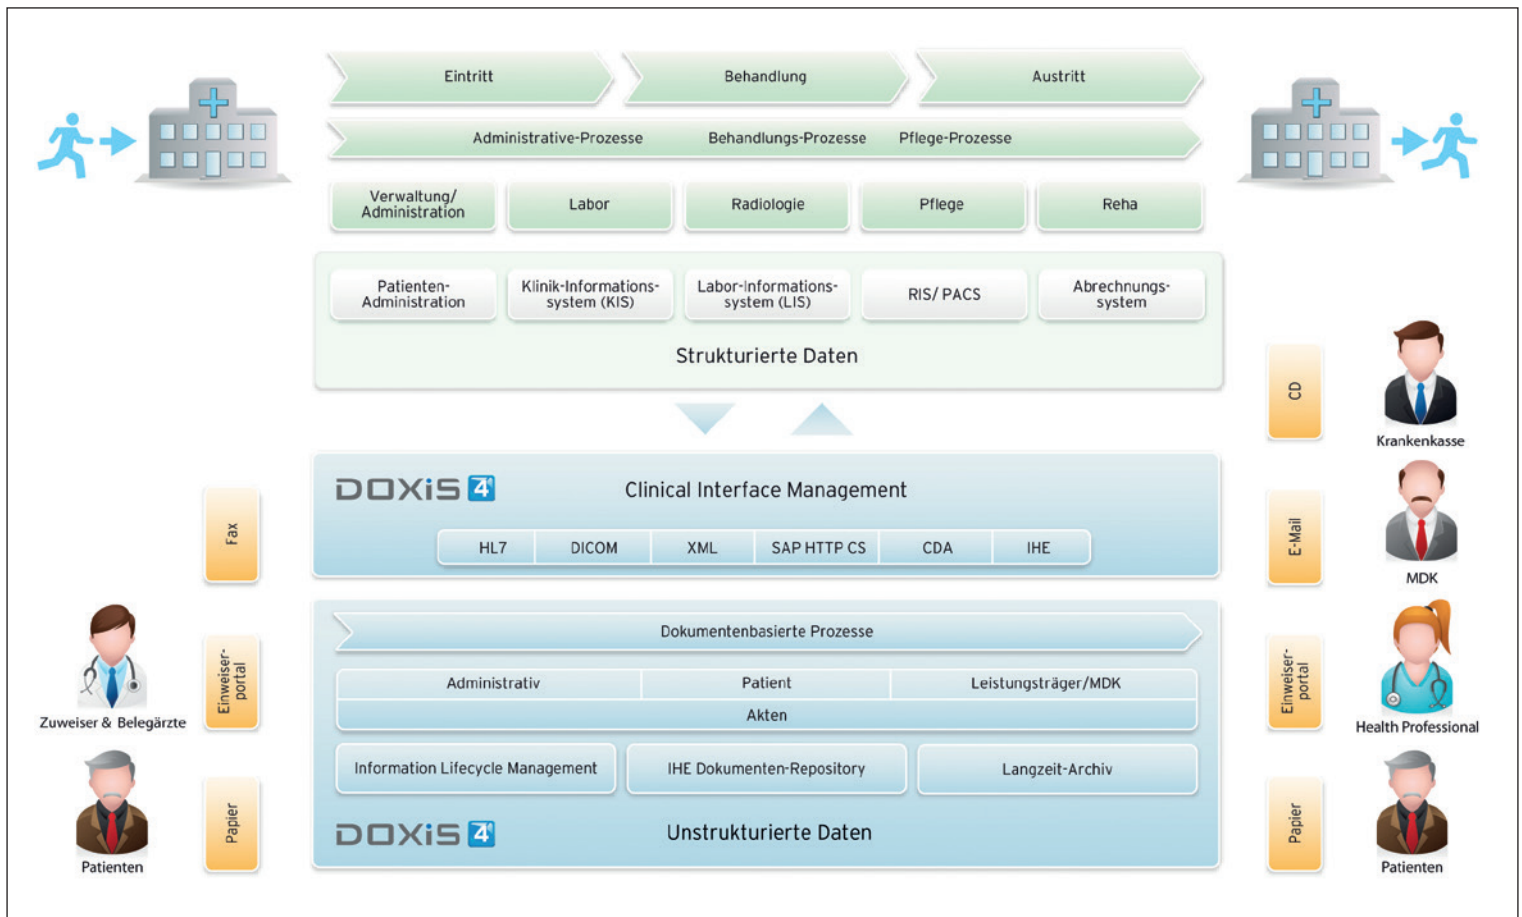 Eintritt
Behandlung
Austritt
Administrative-Prozesse
Behandlungs-Prozesse
Pflege-Prozesse
Verwaltung/
Administration
Labor
Radiologie
Pflege
Reha
Patienten-
Administration
Klinik-Informations-
system (KIS)
Labor-Informations-
system (LIS)
RIS/ PACS
Abrechnungs-
system
Strukturierte Daten
CD
Krankenkasse
DOXiS 4
Clinical Interface Management
HL7
DICOM
XML
SAP HTTP CS
CDA
IHE
Fax
E-Mail
MDK
Dokumentenbasierte Prozesse
Administrativ
Patient
Leistungsträger/MDK
Akten
Einweiser-
portal
Zuweiser & Belegärzte
Einweiser-
portal
Health Professional
Information Lifecycle Management
IHE Dokumenten-Repository
Langzeit-Archiv
DOXiS 4
Unstrukturierte Daten
Papier
Patienten
Papier
Patienten